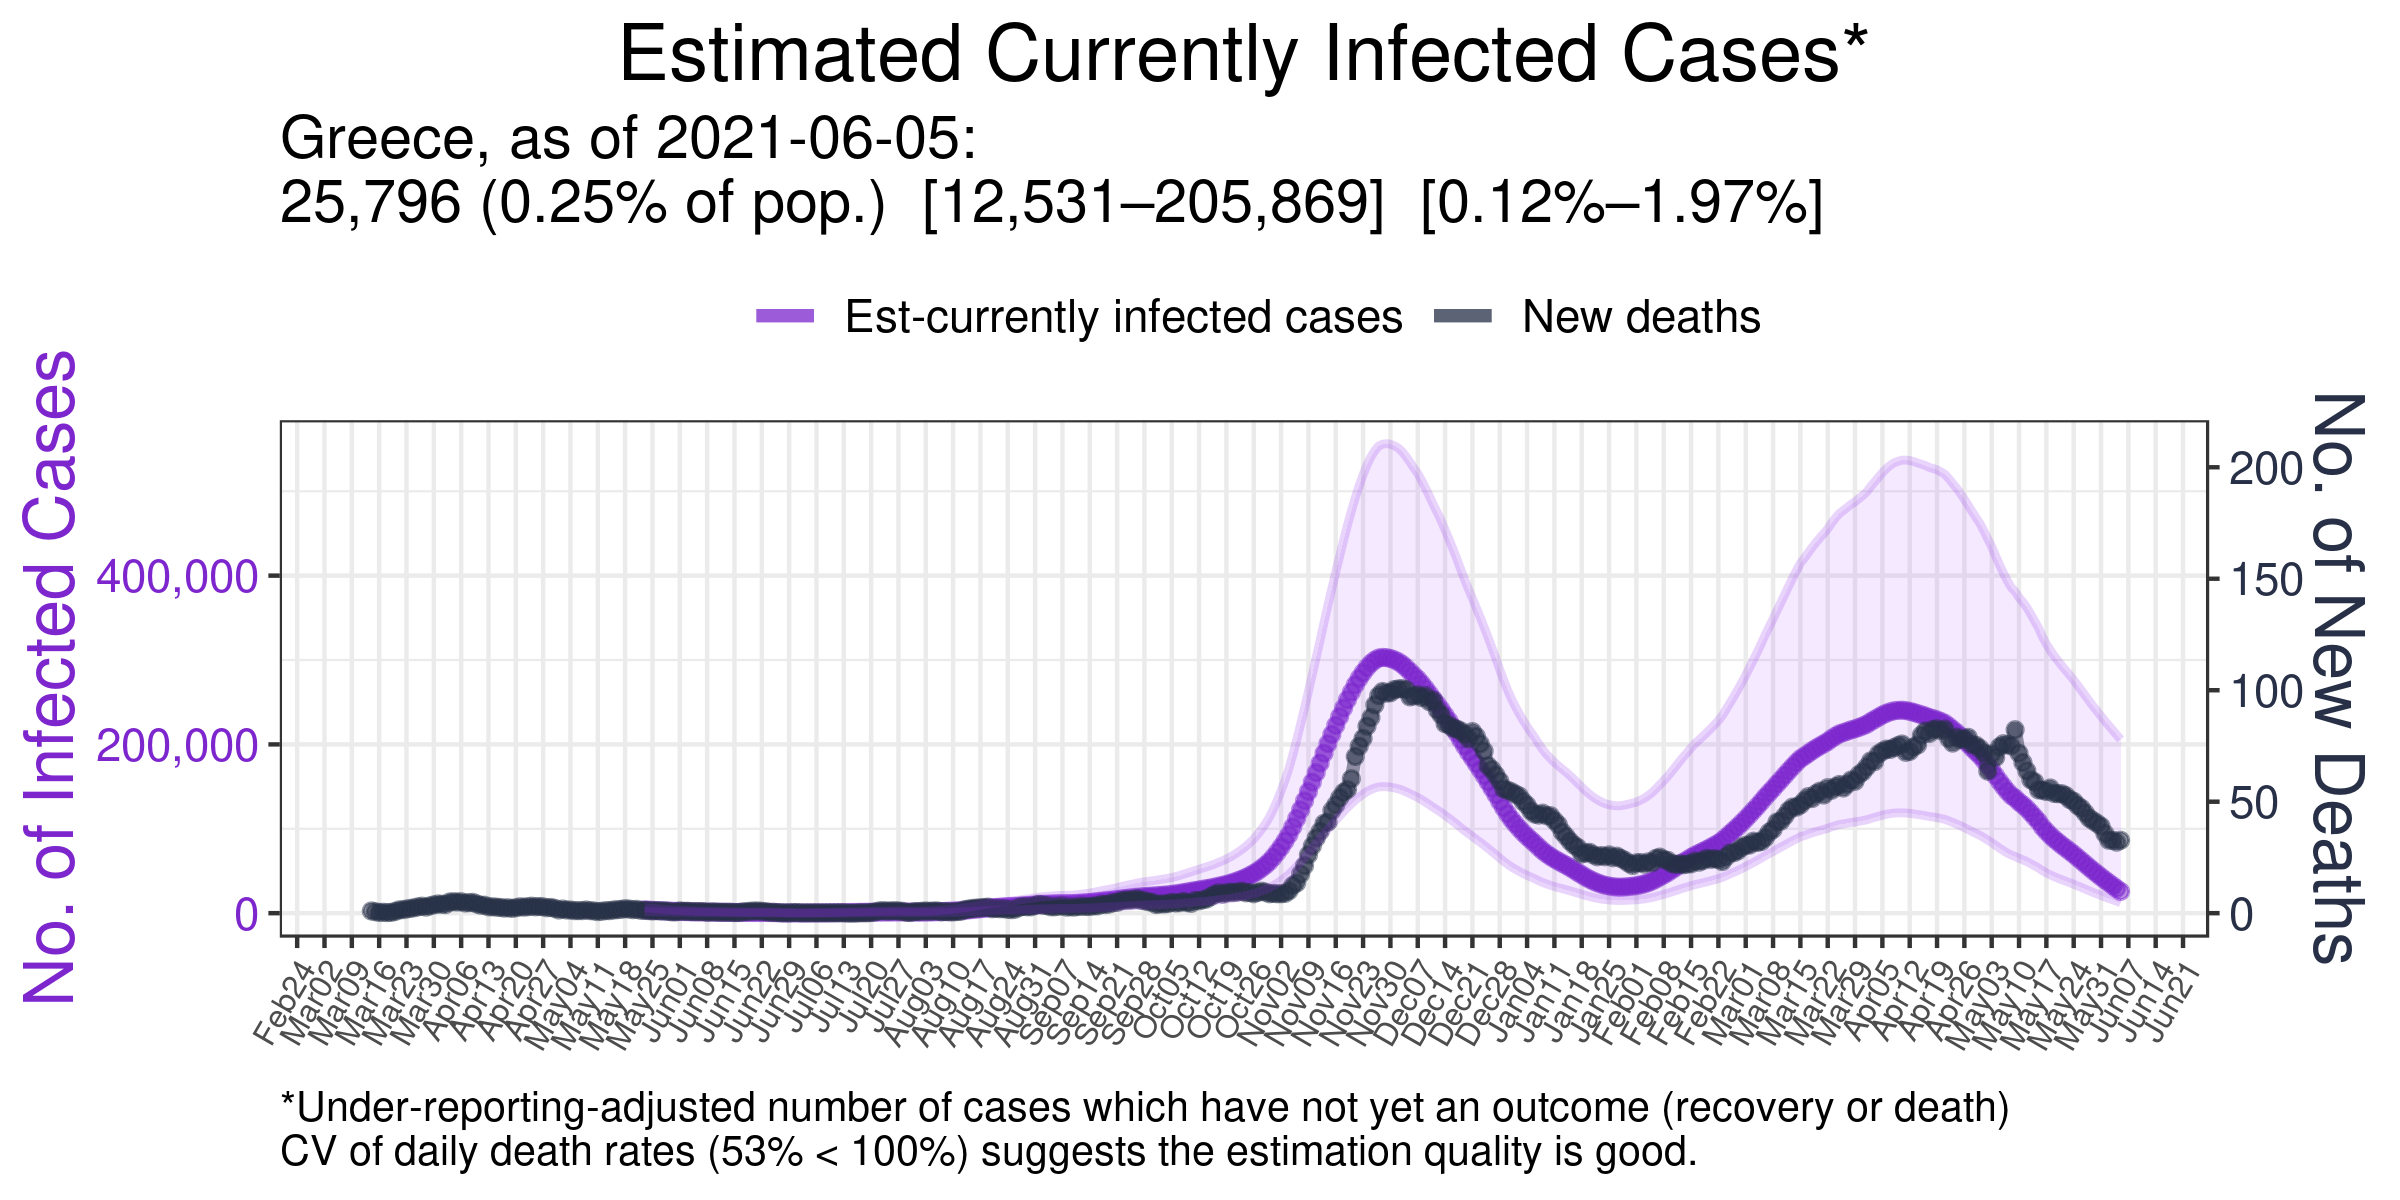 Estimated Currently Infected Cases*
Greece, as of 2021-06-05:
25,796 (0.25% of pop.) [12,531–205,869] [0.12%–1.97%]
Est-currently infected cases New deaths
No. of Infected Cases
400,000
200,000
0
200
150
100
50
0
No. of New Deaths
Feb24 Mar02 Mar09 Mar16 Mar23 Mar30 Apr06 Apr13 Apr20 Apr27 May04 May11 May18 May25 Jun01 Jun08 Jun15 Jun22 Jun29 Jul06 Jul13 Jul20 Jul27 Aug03 Aug10 Aug17 Aug24 Aug31 Sep07 Sep14 Sep21 Sep28 Oct05 Oct12 Oct19 Oct26 Nov02 Nov09 Nov16 Nov23 Nov30 Dec07 Dec14 Dec21 Dec28 Jan04 Jan11 Jan18 Jan25 Feb01 Feb08 Feb15 Feb22 Mar01 Mar08 Mar15 Mar22 Mar29 Apr05 Apr12 Apr19 Apr26 May03 May10 May17 May24 May31 Jun07 Jun14 Jun21
*Under-reporting-adjusted number of cases which have not yet an outcome (recovery or death)
CV of daily death rates (53% < 100%) suggests the estimation quality is good.